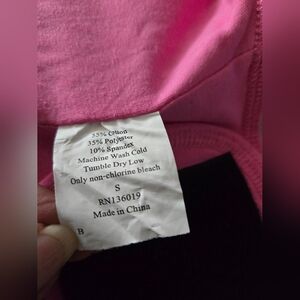 55% Cotton
35% Polyester
10% Spandex
Machine Wash Cold
Tumble Dry Low
Only non-chlorine bleach
S
RN136019
Made in China
B